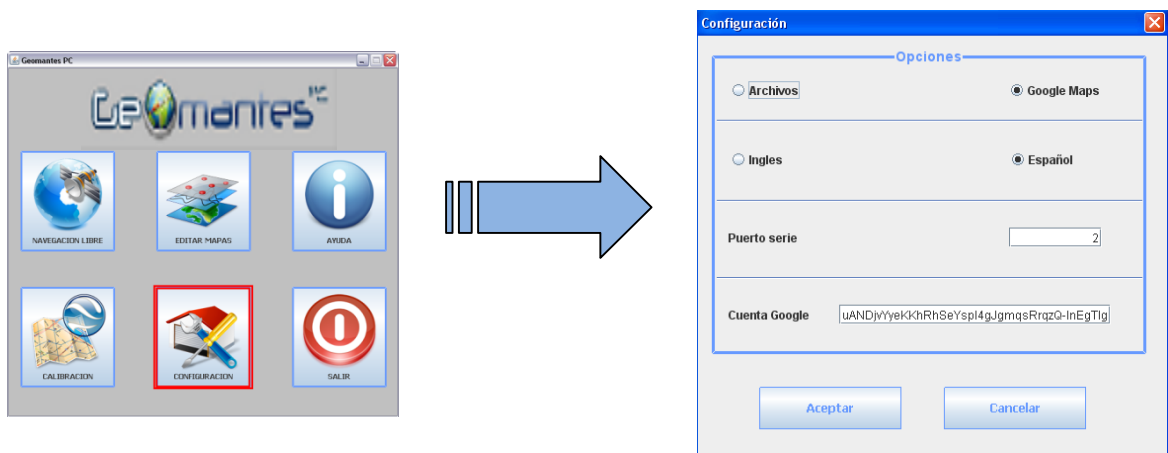 Geomantes PC
Geomantes PC
NAVEGACION LIBRE
EDITAR MAPAS
AYUDA
CALIBRACION
CONFIGURACION
SALIR
Configuración
Opciones
Archivos
Google Maps
Ingles
Español
Puerto serie
2
Cuenta Google
uANDjvYyeKKhRhSeYspl4gJgmqsRrqzQ-InEgTlg
Aceptar
Cancelar